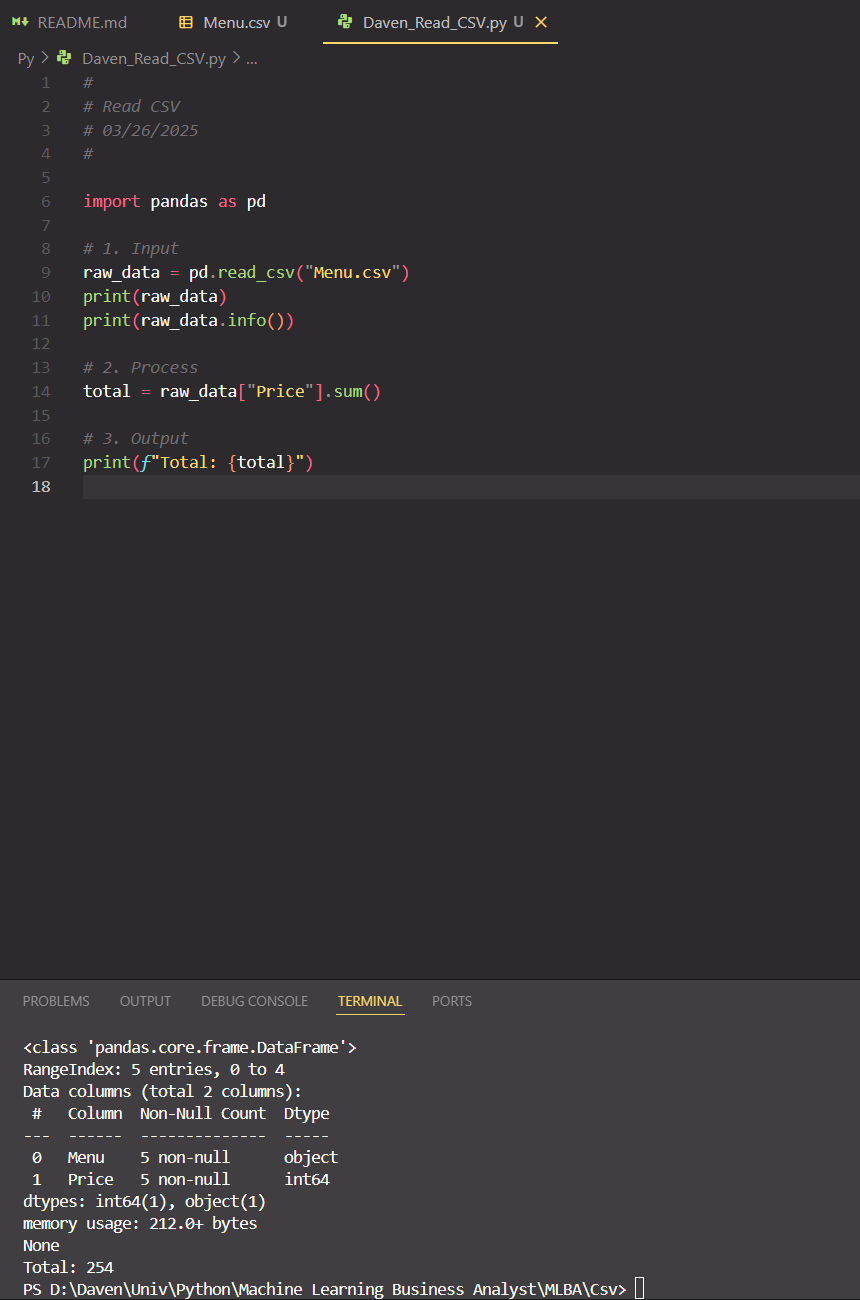 README.md Menu.csv U Daven_Read_CSV.py U
Py > Daven_Read_CSV.py > ...
1 #
2 # Read CSV
3 # 03/26/2025
4 #
5
6 import pandas as pd
7
8 # 1. Input
9 raw_data = pd.read_csv("Menu.csv")
10 print(raw_data)
11 print(raw_data.info())
12
13 # 2. Process
14 total = raw_data["Price"].sum()
15
16 # 3. Output
17 print(f"Total: {total}")
18
PROBLEMS OUTPUT DEBUG CONSOLE TERMINAL PORTS
<class 'pandas.core.frame.DataFrame'>
RangeIndex: 5 entries, 0 to 4
Data columns (total 2 columns):
 #   Column  Non-Null Count  Dtype
---  ------  --------------  -----
 0   Menu    5 non-null      object
 1   Price   5 non-null      int64
dtypes: int64(1), object(1)
memory usage: 212.0+ bytes
None
Total: 254
PS D:\Daven\Univ\Python\Machine Learning Business Analyst\MLBA\Csv>